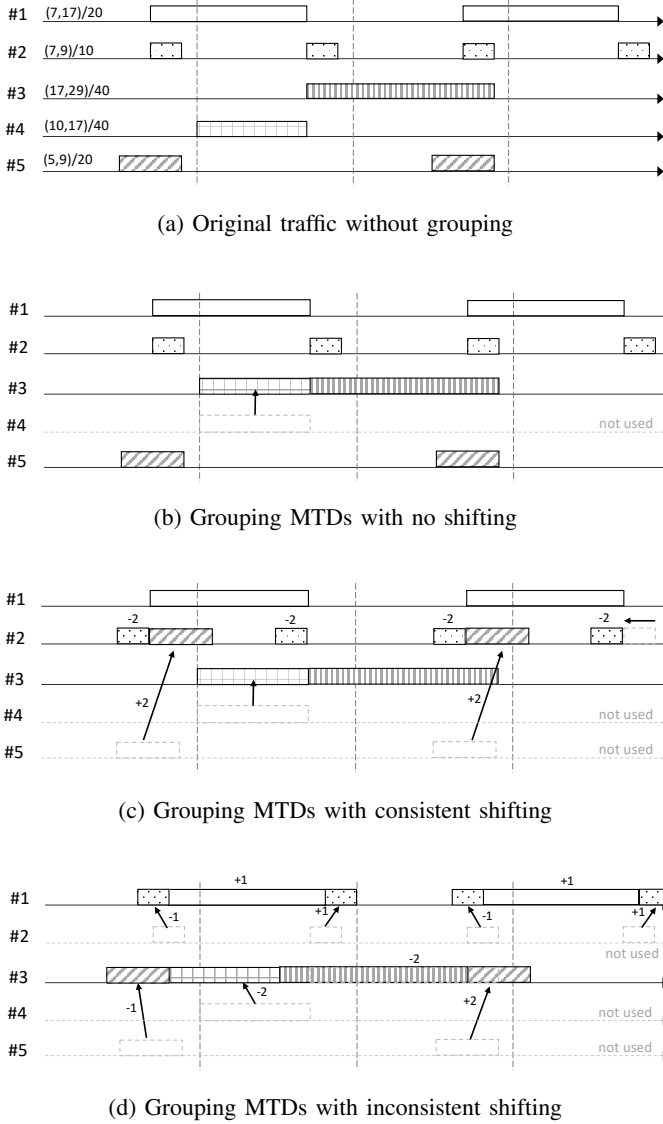 #1 (7,17)/20
#2 (7,9)/10
#3 (17,29)/40
#4 (10,17)/40
#5 (5,9)/20
(a) Original traffic without grouping
#1
#2
#3
#4 not used
#5
(b) Grouping MTDs with no shifting
#1
-2 -2 -2 -2
#2
#3
+2 +2
#4 not used
#5 not used
(c) Grouping MTDs with consistent shifting
+1 +1
#1
-1 +1 -1 +1
#2
not used
-2
#3
-2
-1 +2
#4 not used
#5 not used
(d) Grouping MTDs with inconsistent shifting